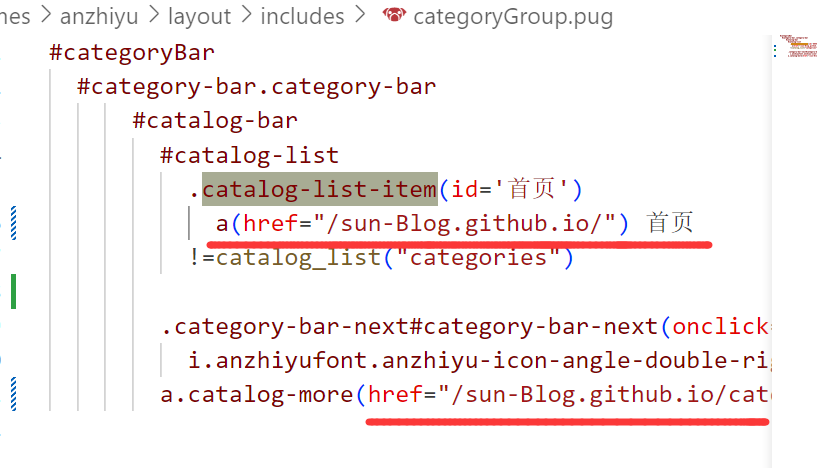 nes > anzhiyu > layout > includes > categoryGroup.pug
#categoryBar
#category-bar.category-bar
#catalog-bar
#catalog-list
.catalog-list-item(id='首页')
a(href="/sun-Blog.github.io/") 首页
!=catalog_list("categories")
.category-bar-next#category-bar-next(onclick=
i.anzhiyufont.anzhiyu-icon-angle-double-rig
a.catalog-more(href="/sun-Blog.github.io/cate